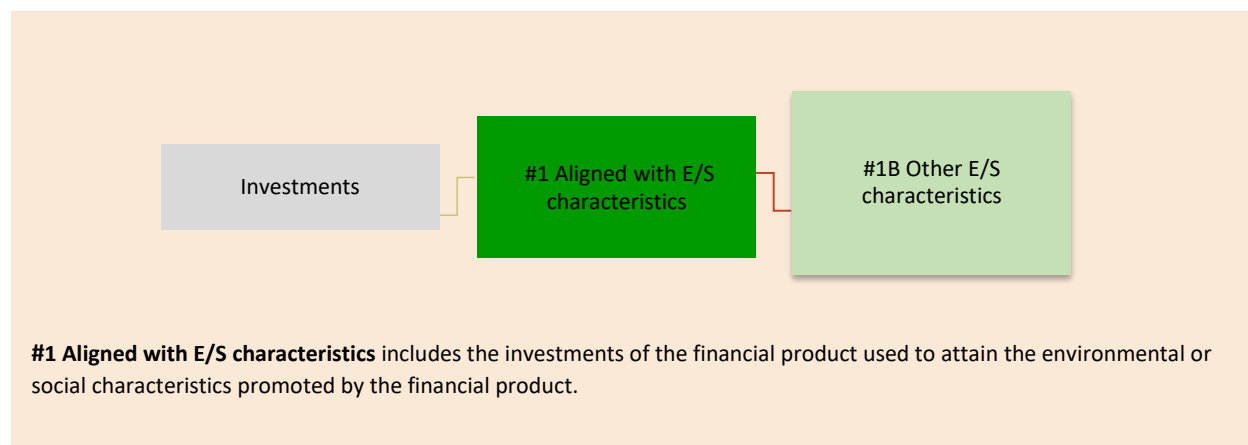 Investments
#1 Aligned with E/S
characteristics
#1B Other E/S
characteristics
#1 Aligned with E/S characteristics includes the investments of the financial product used to attain the environmental or
social characteristics promoted by the financial product.